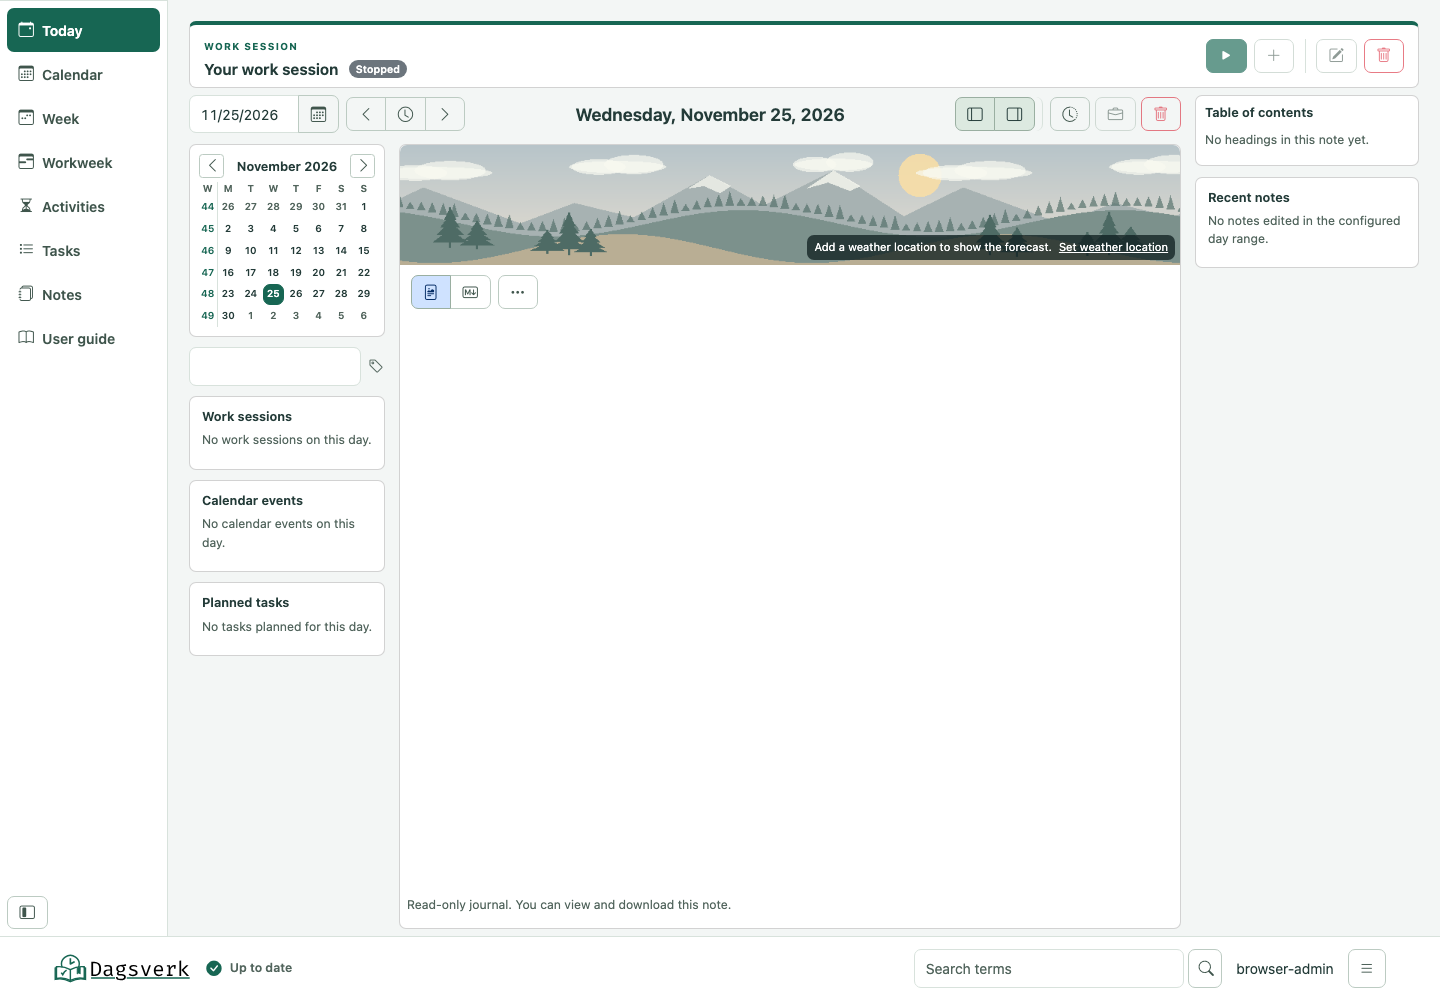 Today
Calendar
Week
Workweek
Activities
Tasks
Notes
User guide
WORK SESSION
Your work session Stopped
11/25/2026
Wednesday, November 25, 2026
November 2026
W M T W T F S S
44 26 27 28 29 30 31 1
45 2 3 4 5 6 7 8
46 9 10 11 12 13 14 15
47 16 17 18 19 20 21 22
48 23 24 25 26 27 28 29
49 30 1 2 3 4 5 6
Work sessions
No work sessions on this day.
Calendar events
No calendar events on this
day.
Planned tasks
No tasks planned for this day.
Add a weather location to show the forecast. Set weather location
M
Read-only journal. You can view and download this note.
Table of contents
No headings in this note yet.
Recent notes
No notes edited in the configured
day range.
Dagsverk
Up to date
Search terms
browser-admin